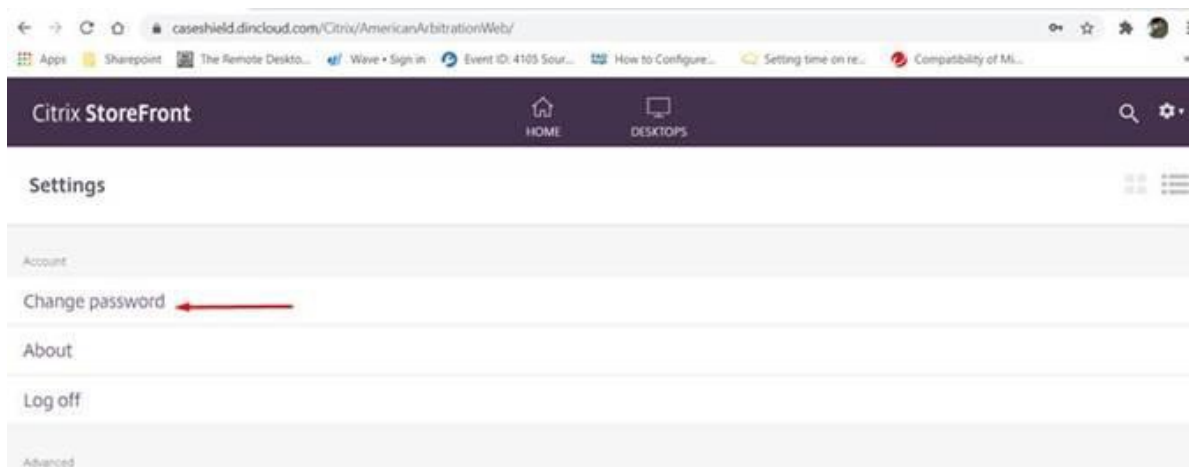 caseshield.dincloud.com/Citrix/AmericanArbitrationWeb/
Apps Sharepoint The Remote Deskto... Wave • Sign in Event ID: 4105 Sour... How to Configure... Setting time on re... Compatibility of Mi...
Citrix StoreFront
HOME
DESKTOPS
Settings
Account
Change password
About
Log off
Advanced